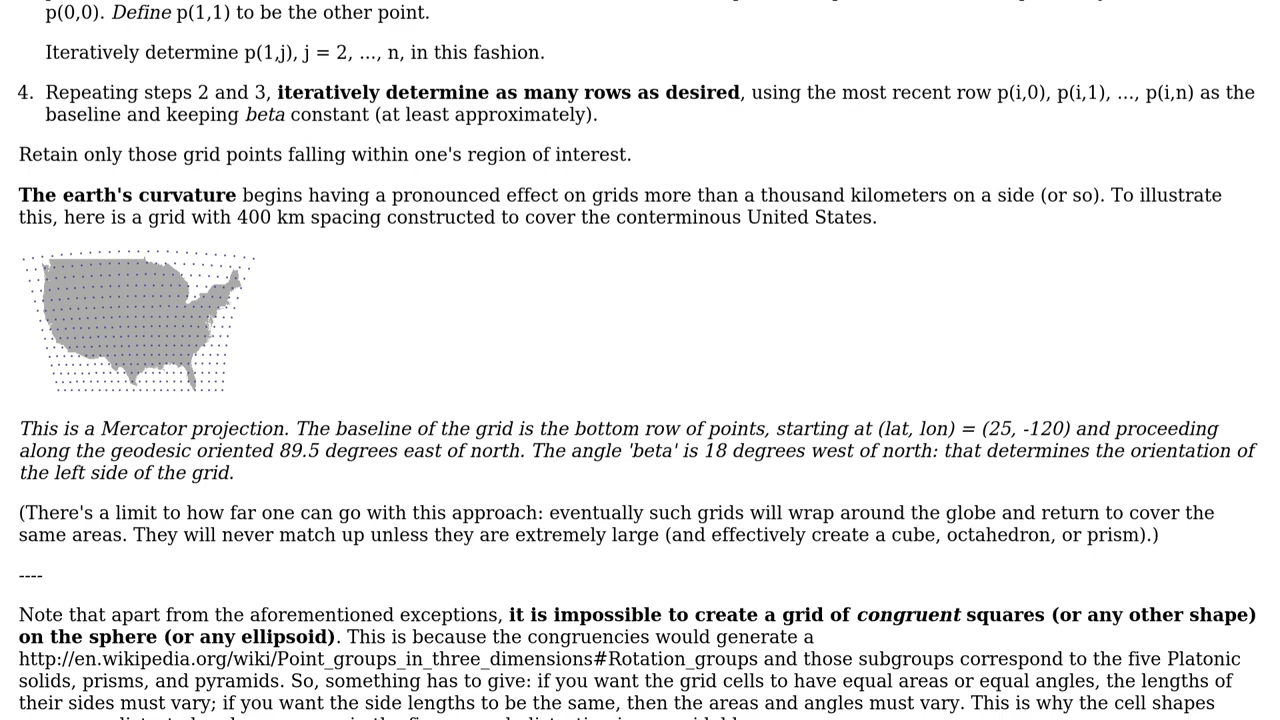 p(0,0). Define p(1,1) to be the other point.
Iteratively determine p(1,j), j = 2, ..., n, in this fashion.
4. Repeating steps 2 and 3, iteratively determine as many rows as desired, using the most recent row p(i,0), p(i,1), ..., p(i,n) as the
baseline and keeping beta constant (at least approximately).
Retain only those grid points falling within one's region of interest.
The earth's curvature begins having a pronounced effect on grids more than a thousand kilometers on a side (or so). To illustrate
this, here is a grid with 400 km spacing constructed to cover the conterminous United States.
This is a Mercator projection. The baseline of the grid is the bottom row of points, starting at (lat, lon) = (25, -120) and proceeding
along the geodesic oriented 89.5 degrees east of north. The angle 'beta' is 18 degrees west of north: that determines the orientation of
the left side of the grid.
(There's a limit to how far one can go with this approach: eventually such grids will wrap around the globe and return to cover the
same areas. They will never match up unless they are extremely large (and effectively create a cube, octahedron, or prism).)
----
Note that apart from the aforementioned exceptions, it is impossible to create a grid of congruent squares (or any other shape)
on the sphere (or any ellipsoid). This is because the congruencies would generate a
http://en.wikipedia.org/wiki/Point_groups_in_three_dimensions#Rotation_groups and those subgroups correspond to the five Platonic
solids, prisms, and pyramids. So, something has to give: if you want the grid cells to have equal areas or equal angles, the lengths of
their sides must vary; if you want the side lengths to be the same, then the areas and angles must vary. This is why the cell shapes